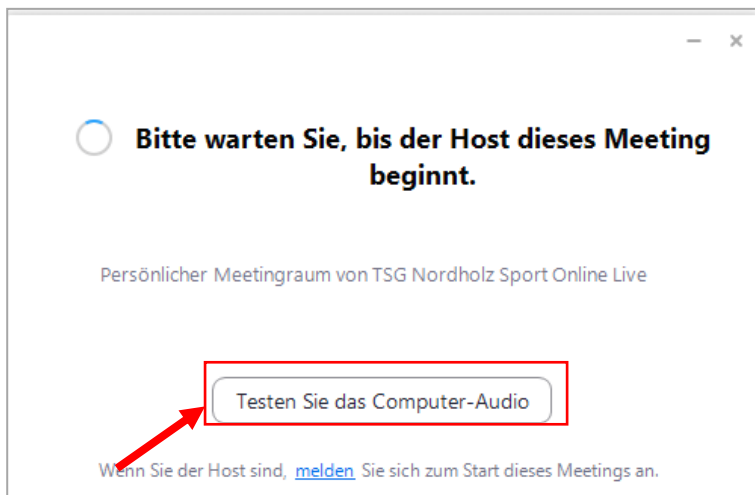 Bitte warten Sie, bis der Host dieses Meeting
beginnt.
Persönlicher Meetingraum von TSG Nordholz Sport Online Live
Testen Sie das Computer-Audio
Wenn Sie der Host sind, melden Sie sich zum Start dieses Meetings an.